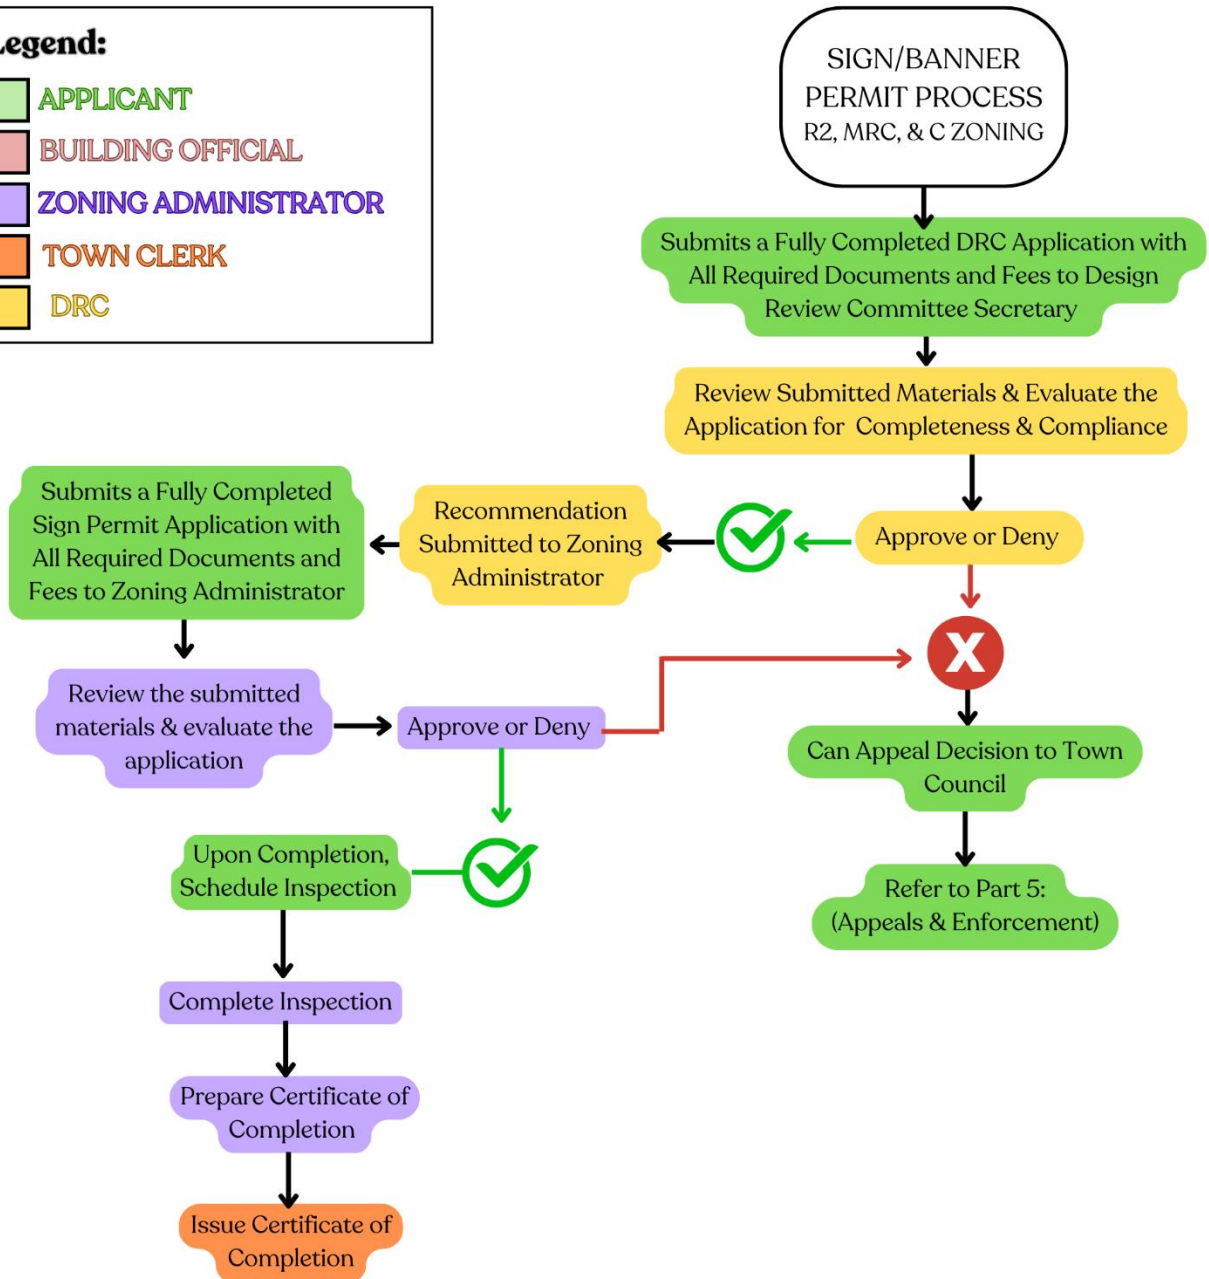 Legend:
APPLICANT
BUILDING OFFICIAL
ZONING ADMINISTRATOR
TOWN CLERK
DRC
SIGN/BANNER
PERMIT PROCESS
R2, MRC, & C ZONING
Submits a Fully Completed DRC Application with
All Required Documents and Fees to Design
Review Committee Secretary
Review Submitted Materials & Evaluate the
Application for Completeness & Compliance
Approve or Deny
Recommendation
Submitted to Zoning
Administrator
Submits a Fully Completed
Sign Permit Application with
All Required Documents and
Fees to Zoning Administrator
X
Review the submitted
materials & evaluate the
application
Approve or Deny
Can Appeal Decision to Town
Council
Upon Completion,
Schedule Inspection
Refer to Part 5:
(Appeals & Enforcement)
Complete Inspection
Prepare Certificate of
Completion
Issue Certificate of
Completion